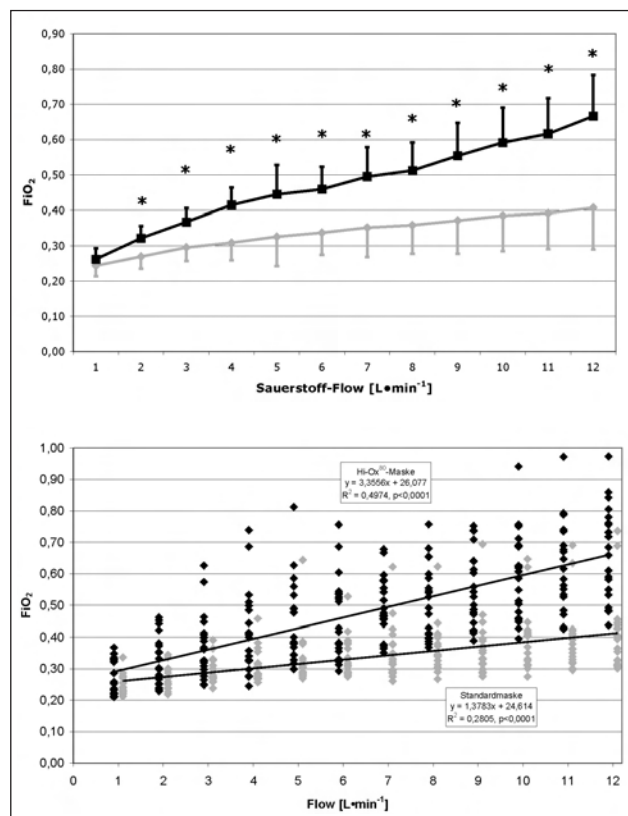 0,90
0,80
0,70
0,60
0,50
0,40
0,30
0,20
0,10
0,00
FiO2
* * * * * * * * * * *
1 2 3 4 5 6 7 8 9 10 11 12
Sauerstoff-Flow [L•min⁻¹]
1,00
0,90
0,80
0,70
0,60
0,50
0,40
0,30
0,20
0,10
0,00
FiO2
Hi-Ox⁸⁰-Maske
y = 3,3556x + 26,077
R² = 0,4974, p<0,0001
Standardmaske
y = 1,3783x + 24,614
R² = 0,2805, p<0,0001
0 1 2 3 4 5 6 7 8 9 10 11 12
Flow [L•min⁻¹]